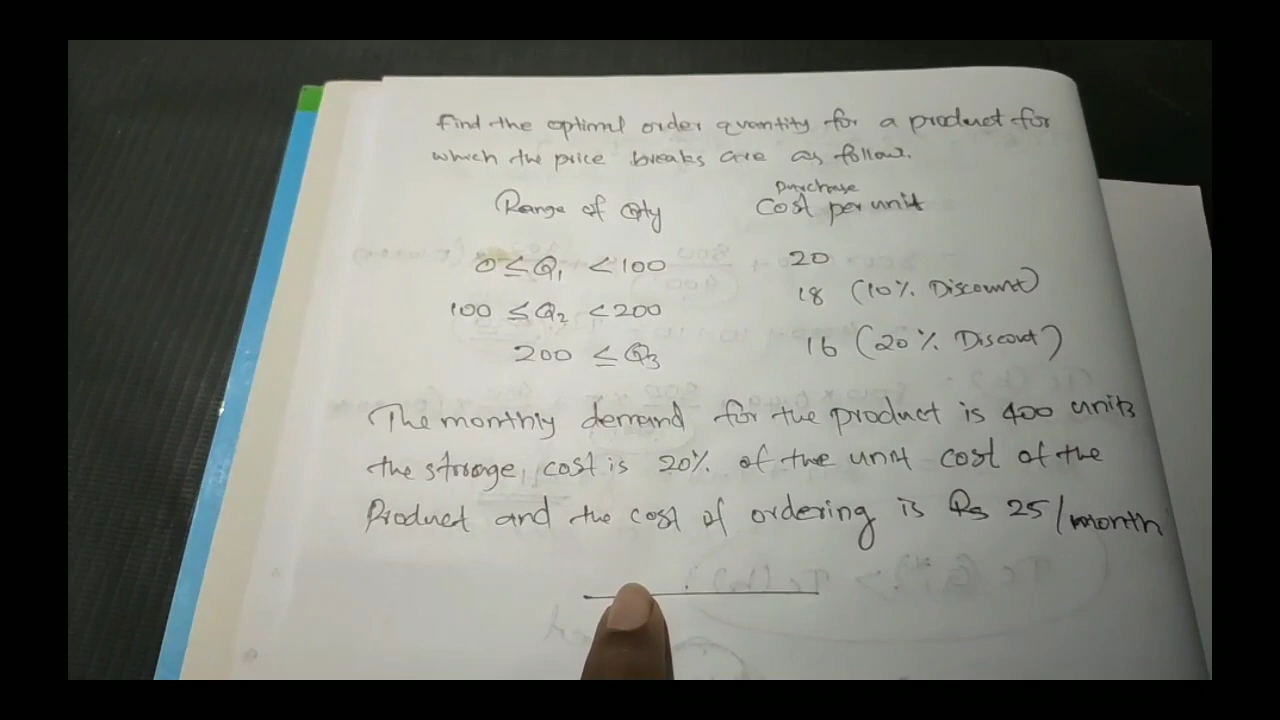 Find the optimal order quantity for a product for
which the price breaks are as follow.
Range of Qty purchase Cost per unit
0 ≤ Q₁ < 100 20
100 ≤ Q₂ < 200 18 (10% Discount)
200 ≤ Q₃ 16 (20% Discout)
The monthly demand for the product is 400 units
the strorge cost is 20% of the unit cost of the
Product and the cost of ordering is Rs 25/month